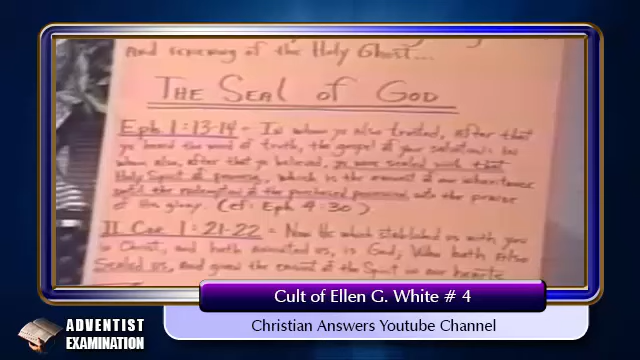 and screening of the Holy Ghost...
THE SEAL OF GOD
Eph 1:13-14 = In whom ye also trusted, after that
ye heard the word of truth, the gospel of your salvation: in
whom also, after that ye believed, ye were sealed with that
Holy Spirit of promise, which is the earnest of our inheritance
until the redemption of the purchased possession, unto the praise
of his glory. (cf: Eph 4:30)
II Cor 1:21-22 = Now He which stablished us with you
in Christ, and hath anointed us, is God; Who hath also
Sealed us, and given the earnest of the Spirit in our hearts
Cult of Ellen G. White # 4
Christian Answers Youtube Channel
ADVENTIST
EXAMINATION